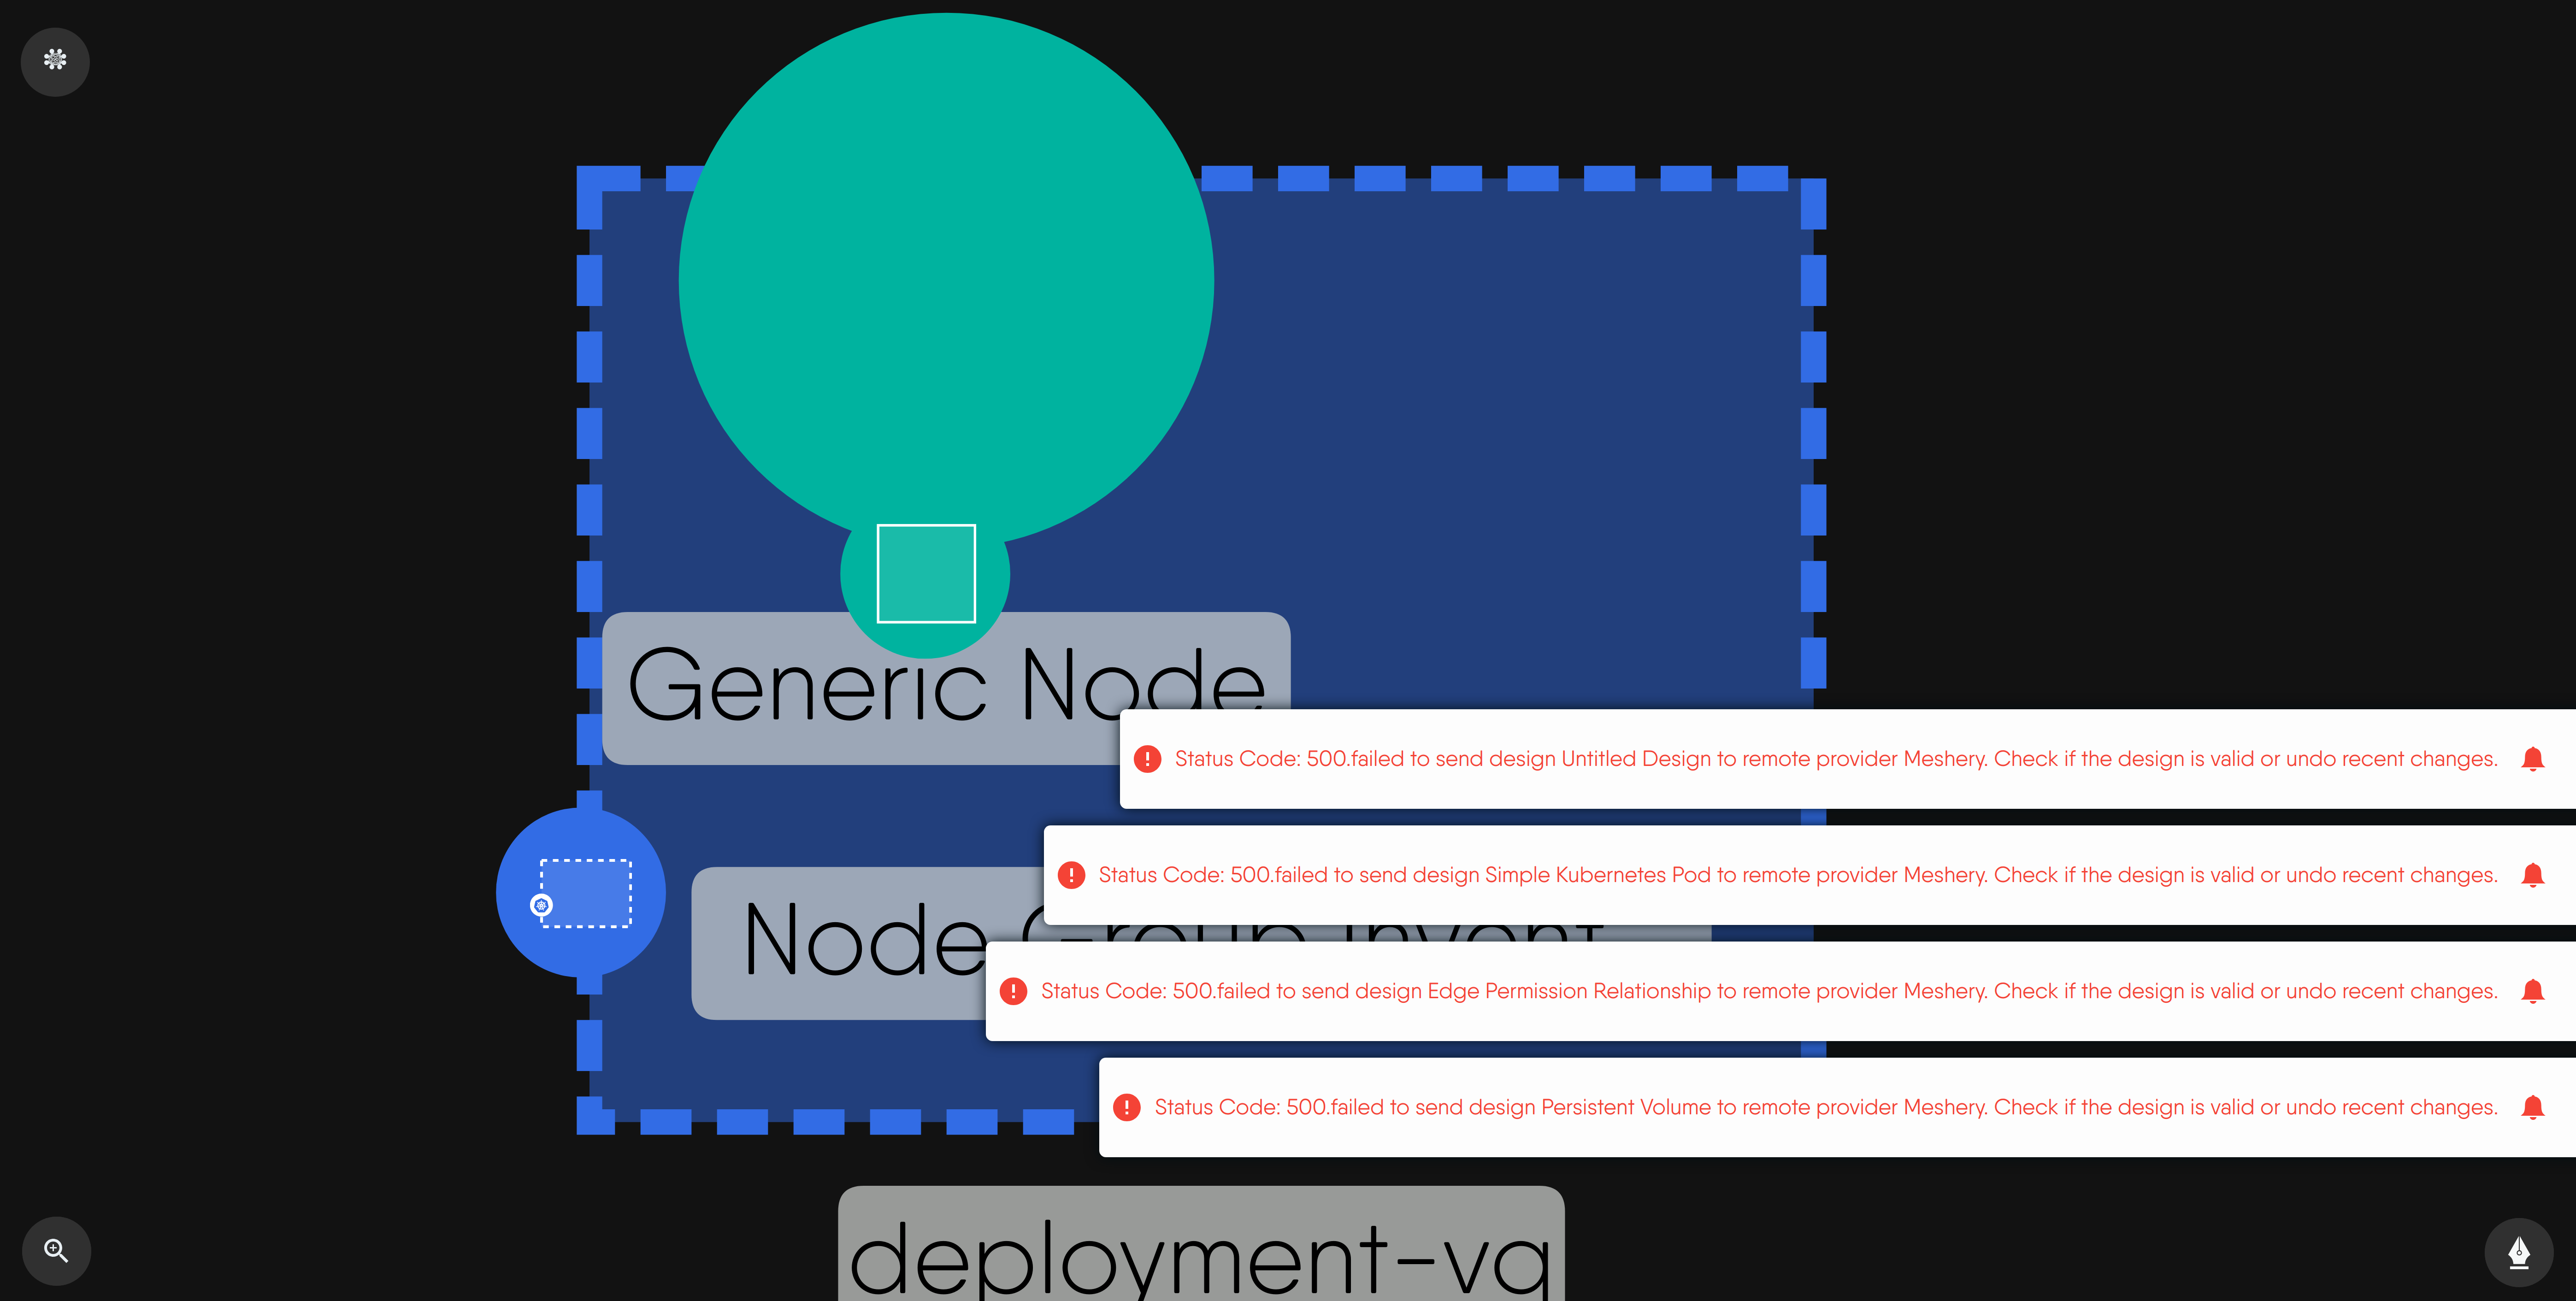 Generic Node
Status Code: 500.failed to send design Untitled Design to remote provider Meshery. Check if the design is valid or undo recent changes.
Status Code: 500.failed to send design Simple Kubernetes Pod to remote provider Meshery. Check if the design is valid or undo recent changes.
Node Group Invent
Status Code: 500.failed to send design Edge Permission Relationship to remote provider Meshery. Check if the design is valid or undo recent changes.
Status Code: 500.failed to send design Persistent Volume to remote provider Meshery. Check if the design is valid or undo recent changes.